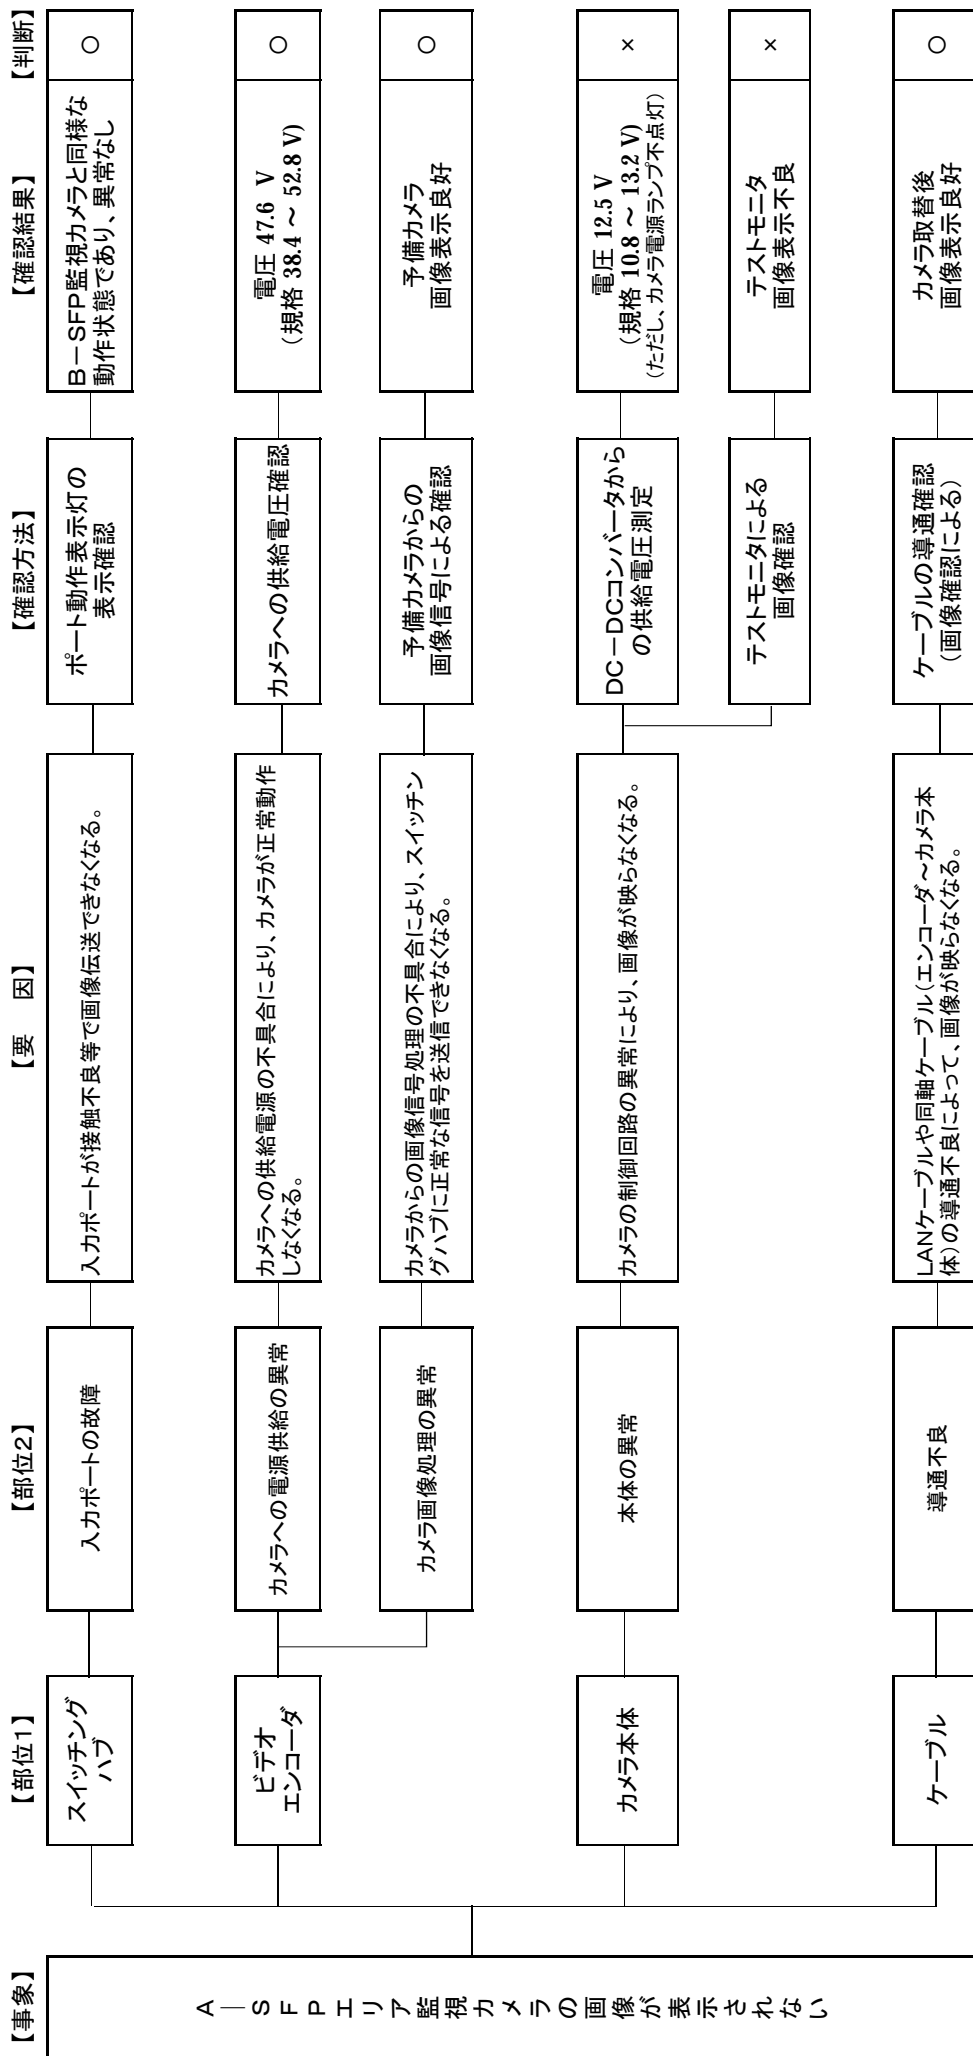 【事象】
【部位1】
【部位2】
【要　因】
【確認方法】
【確認結果】
【判断】
A―SFPエリア監視カメラの画像が表示されない
スイッチング
ハブ
入力ポートの故障
入力ポートが接触不良等で画像伝送できなくなる。
ポート動作表示灯の
表示確認
B－SFP監視カメラと同様な
動作状態であり、異常なし
○
ビデオ
エンコーダ
カメラへの電源供給の異常
カメラへの供給電源の不具合により、カメラが正常動作
しなくなる。
カメラへの供給電圧確認
電圧 47.6 V
（規格 38.4 ～ 52.8 V）
○
カメラ画像処理の異常
カメラからの画像信号処理の不具合により、スイッチン
グハブに正常な信号を送信できなくなる。
予備カメラからの
画像信号による確認
予備カメラ
画像表示良好
○
カメラ本体
本体の異常
カメラの制御回路の異常により、画像が映らなくなる。
DC－DCコンバータから
の供給電圧測定
電圧 12.5 V
（規格 10.8 ～ 13.2 V）
（ただし、カメラ電源ランプ不点灯）
×
テストモニタによる
画像確認
テストモニタ
画像表示不良
×
ケーブル
導通不良
LANケーブルや同軸ケーブル（エンコーダ～カメラ本
体）の導通不良によって、画像が映らなくなる。
ケーブルの導通確認
（画像確認による）
カメラ取替後
画像表示良好
○